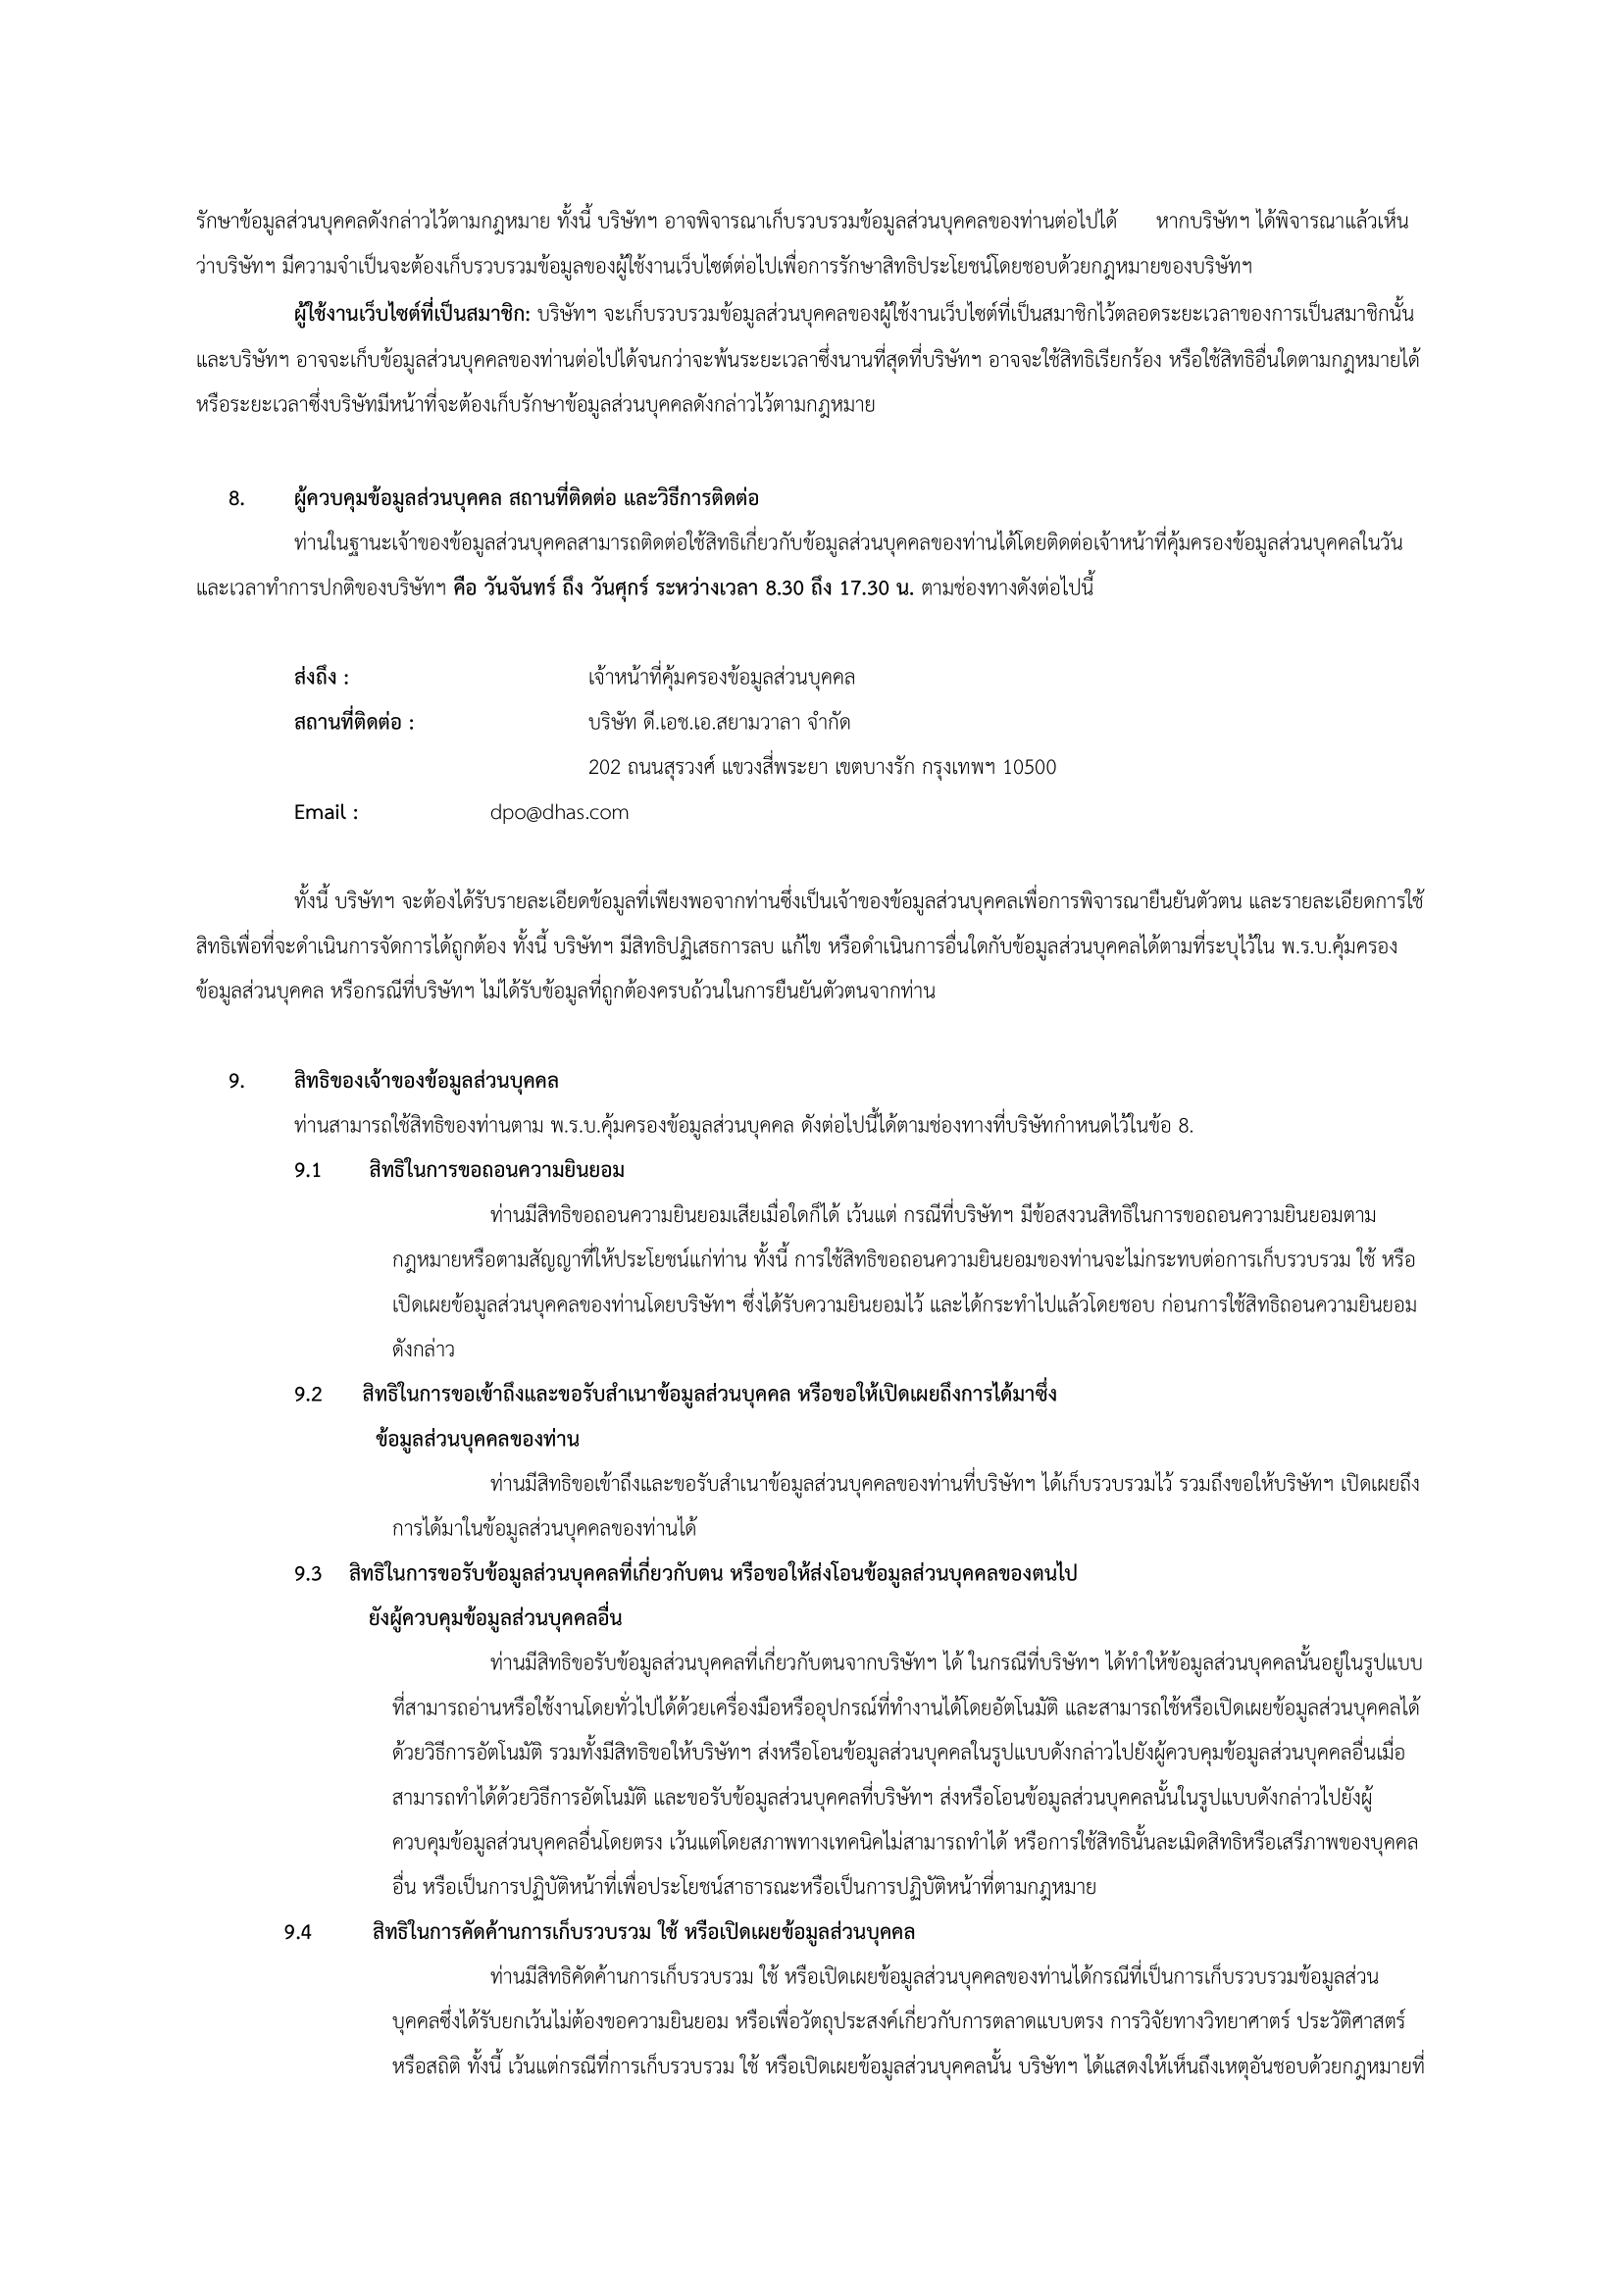 รักษาข้อมูลส่วนบุคคลดังกล่าวไว้ตามกฎหมาย ทั้งนี้ บริษัทฯ อาจพิจารณาเก็บรวบรวมข้อมูลส่วนบุคคลของท่านต่อไปได้ หากบริษัทฯ ได้พิจารณาแล้วเห็น
ว่าบริษัทฯ มีความจำเป็นจะต้องเก็บรวบรวมข้อมูลของผู้ใช้งานเว็บไซต์ต่อไปเพื่อการรักษาสิทธิประโยชน์โดยชอบด้วยกฎหมายของบริษัทฯ
ผู้ใช้งานเว็บไซต์ที่เป็นสมาชิก: บริษัทฯ จะเก็บรวบรวมข้อมูลส่วนบุคคลของผู้ใช้งานเว็บไซต์ที่เป็นสมาชิกไว้ตลอดระยะเวลาของการเป็นสมาชิกนั้น
และบริษัทฯ อาจจะเก็บข้อมูลส่วนบุคคลของท่านต่อไปได้จนกว่าจะพ้นระยะเวลาซึ่งนานที่สุดที่บริษัทฯ อาจจะใช้สิทธิเรียกร้อง หรือใช้สิทธิอื่นใดตามกฎหมายได้
หรือระยะเวลาซึ่งบริษัทมีหน้าที่จะต้องเก็บรักษาข้อมูลส่วนบุคคลดังกล่าวไว้ตามกฎหมาย
8. ผู้ควบคุมข้อมูลส่วนบุคคล สถานที่ติดต่อ และวิธีการติดต่อ
ท่านในฐานะเจ้าของข้อมูลส่วนบุคคลสามารถติดต่อใช้สิทธิเกี่ยวกับข้อมูลส่วนบุคคลของท่านได้โดยติดต่อเจ้าหน้าที่คุ้มครองข้อมูลส่วนบุคคลในวัน
และเวลาทำการปกติของบริษัทฯ คือ วันจันทร์ ถึง วันศุกร์ ระหว่างเวลา 8.30 ถึง 17.30 น. ตามช่องทางดังต่อไปนี้
ส่งถึง : เจ้าหน้าที่คุ้มครองข้อมูลส่วนบุคคล
สถานที่ติดต่อ : บริษัท ดี.เอช.เอ.สยามวาลา จำกัด
202 ถนนสุรวงศ์ แขวงสี่พระยา เขตบางรัก กรุงเทพฯ 10500
Email : dpo@dhas.com
ทั้งนี้ บริษัทฯ จะต้องได้รับรายละเอียดข้อมูลที่เพียงพอจากท่านซึ่งเป็นเจ้าของข้อมูลส่วนบุคคลเพื่อการพิจารณายืนยันตัวตน และรายละเอียดการใช้
สิทธิเพื่อที่จะดำเนินการจัดการได้ถูกต้อง ทั้งนี้ บริษัทฯ มีสิทธิปฏิเสธการลบ แก้ไข หรือดำเนินการอื่นใดกับข้อมูลส่วนบุคคลได้ตามที่ระบุไว้ใน พ.ร.บ.คุ้มครอง
ข้อมูลส่วนบุคคล หรือกรณีที่บริษัทฯ ไม่ได้รับข้อมูลที่ถูกต้องครบถ้วนในการยืนยันตัวตนจากท่าน
9. สิทธิของเจ้าของข้อมูลส่วนบุคคล
ท่านสามารถใช้สิทธิของท่านตาม พ.ร.บ.คุ้มครองข้อมูลส่วนบุคคล ดังต่อไปนี้ได้ตามช่องทางที่บริษัทกำหนดไว้ในข้อ 8.
9.1 สิทธิในการขอถอนความยินยอม
ท่านมีสิทธิขอถอนความยินยอมเสียเมื่อใดก็ได้ เว้นแต่ กรณีที่บริษัทฯ มีข้อสงวนสิทธิในการขอถอนความยินยอมตาม
กฎหมายหรือตามสัญญาที่ให้ประโยชน์แก่ท่าน ทั้งนี้ การใช้สิทธิขอถอนความยินยอมของท่านจะไม่กระทบต่อการเก็บรวบรวม ใช้ หรือ
เปิดเผยข้อมูลส่วนบุคคลของท่านโดยบริษัทฯ ซึ่งได้รับความยินยอมไว้ และได้กระทำไปแล้วโดยชอบ ก่อนการใช้สิทธิถอนความยินยอม
ดังกล่าว
9.2 สิทธิในการขอเข้าถึงและขอรับสำเนาข้อมูลส่วนบุคคล หรือขอให้เปิดเผยถึงการได้มาซึ่ง
ข้อมูลส่วนบุคคลของท่าน
ท่านมีสิทธิขอเข้าถึงและขอรับสำเนาข้อมูลส่วนบุคคลของท่านที่บริษัทฯ ได้เก็บรวบรวมไว้ รวมถึงขอให้บริษัทฯ เปิดเผยถึง
การได้มาในข้อมูลส่วนบุคคลของท่านได้
9.3 สิทธิในการขอรับข้อมูลส่วนบุคคลที่เกี่ยวกับตน หรือขอให้ส่งโอนข้อมูลส่วนบุคคลของตนไป
ยังผู้ควบคุมข้อมูลส่วนบุคคลอื่น
ท่านมีสิทธิขอรับข้อมูลส่วนบุคคลที่เกี่ยวกับตนจากบริษัทฯ ได้ ในกรณีที่บริษัทฯ ได้ทำให้ข้อมูลส่วนบุคคลนั้นอยู่ในรูปแบบ
ที่สามารถอ่านหรือใช้งานโดยทั่วไปได้ด้วยเครื่องมือหรืออุปกรณ์ที่ทำงานได้โดยอัตโนมัติ และสามารถใช้หรือเปิดเผยข้อมูลส่วนบุคคลได้
ด้วยวิธีการอัตโนมัติ รวมทั้งมีสิทธิขอให้บริษัทฯ ส่งหรือโอนข้อมูลส่วนบุคคลในรูปแบบดังกล่าวไปยังผู้ควบคุมข้อมูลส่วนบุคคลอื่นเมื่อ
สามารถทำได้ด้วยวิธีการอัตโนมัติ และขอรับข้อมูลส่วนบุคคลที่บริษัทฯ ส่งหรือโอนข้อมูลส่วนบุคคลนั้นในรูปแบบดังกล่าวไปยังผู้
ควบคุมข้อมูลส่วนบุคคลอื่นโดยตรง เว้นแต่โดยสภาพทางเทคนิคไม่สามารถทำได้ หรือการใช้สิทธินั้นละเมิดสิทธิหรือเสรีภาพของบุคคล
อื่น หรือเป็นการปฏิบัติหน้าที่เพื่อประโยชน์สาธารณะหรือเป็นการปฏิบัติหน้าที่ตามกฎหมาย
9.4 สิทธิในการคัดค้านการเก็บรวบรวม ใช้ หรือเปิดเผยข้อมูลส่วนบุคคล
ท่านมีสิทธิคัดค้านการเก็บรวบรวม ใช้ หรือเปิดเผยข้อมูลส่วนบุคคลของท่านได้กรณีที่เป็นการเก็บรวบรวมข้อมูลส่วน
บุคคลซึ่งได้รับยกเว้นไม่ต้องขอความยินยอม หรือเพื่อวัตถุประสงค์เกี่ยวกับการตลาดแบบตรง การวิจัยทางวิทยาศาตร์ ประวัติศาสตร์
หรือสถิติ ทั้งนี้ เว้นแต่กรณีที่การเก็บรวบรวม ใช้ หรือเปิดเผยข้อมูลส่วนบุคคลนั้น บริษัทฯ ได้แสดงให้เห็นถึงเหตุอันชอบด้วยกฎหมายที่